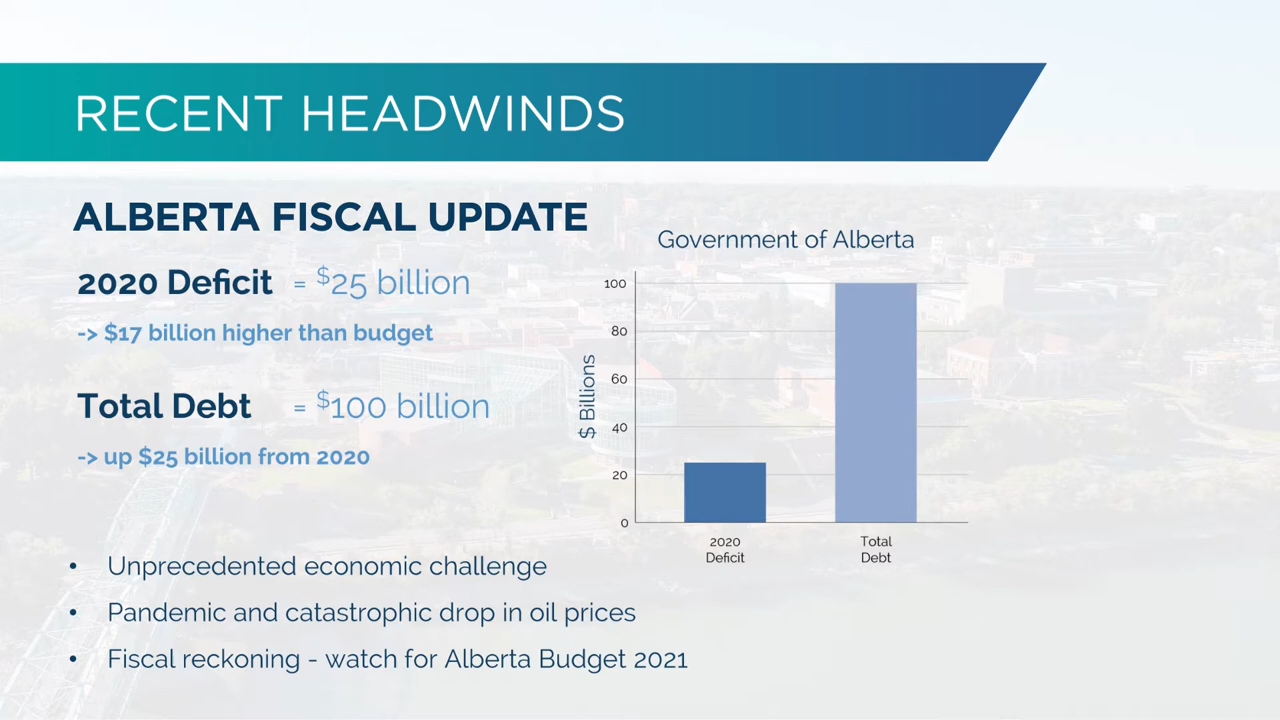 RECENT HEADWINDS
ALBERTA FISCAL UPDATE
2020 Deficit = $25 billion
-> $17 billion higher than budget
Total Debt = $100 billion
-> up $25 billion from 2020
Government of Alberta
$ Billions
100
80
60
40
20
0
2020
Deficit
Total
Debt
• Unprecedented economic challenge
• Pandemic and catastrophic drop in oil prices
• Fiscal reckoning - watch for Alberta Budget 2021